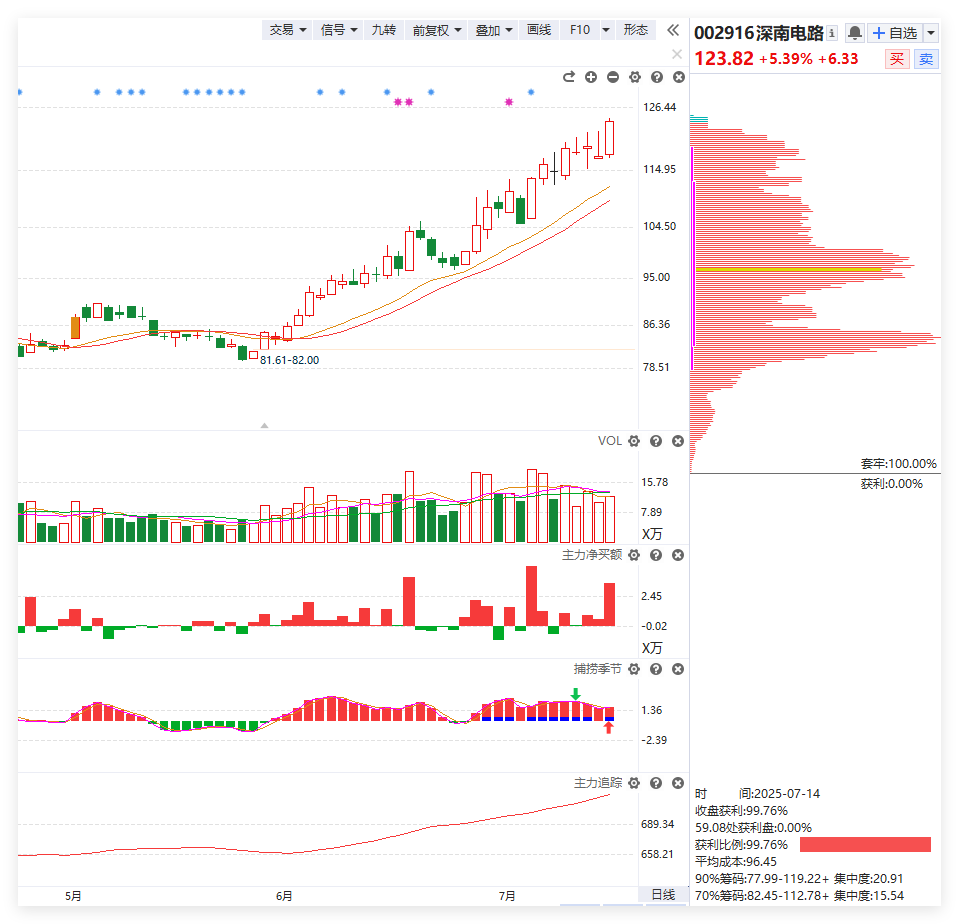 交易 信号 九转 前复权 叠加 画线 F10 形态
002916深南电路 自选
123.82 +5.39% +6.33 买 卖
126.44
114.95
104.50
95.00
86.36
81.61-82.00
78.51
套牢:100.00%
获利:0.00%
VOL
15.78
7.89
X万
主力净买额
2.45
-0.02
X万
捕捞季节
1.36
-2.39
主力追踪
689.34
658.21
5月 6月 7月 日线
时 间:2025-07-14
收盘获利:99.76%
59.08处获利盘:0.00%
获利比例:99.76%
平均成本:96.45
90%筹码:77.99-119.22+ 集中度:20.91
70%筹码:82.45-112.78+ 集中度:15.54